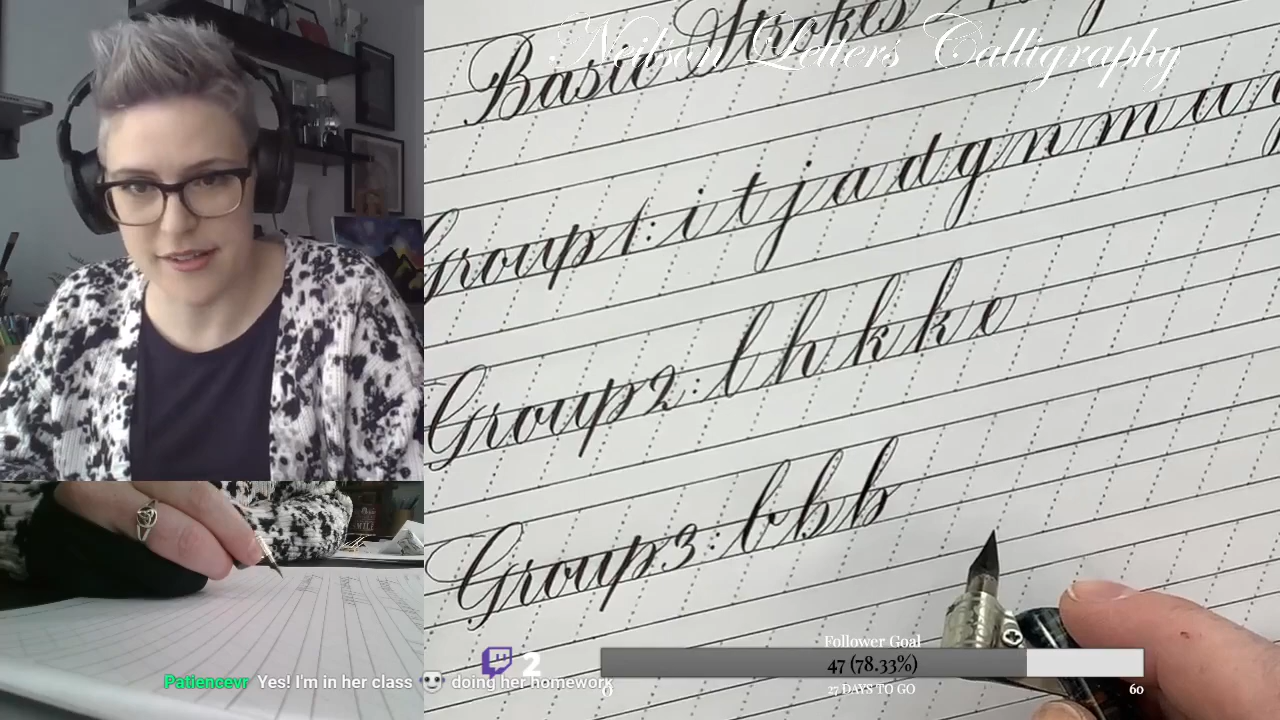 Neilson Letters Calligraphy
Basic Strokes
Group 1: i t j a d g n m u y
Group 2: l h k k e
Group 3: b b b
Follower Goal
2
47 (78.33%)
Patiencevr Yes! I'm in her class doing her homework
0
27 DAYS TO GO
60